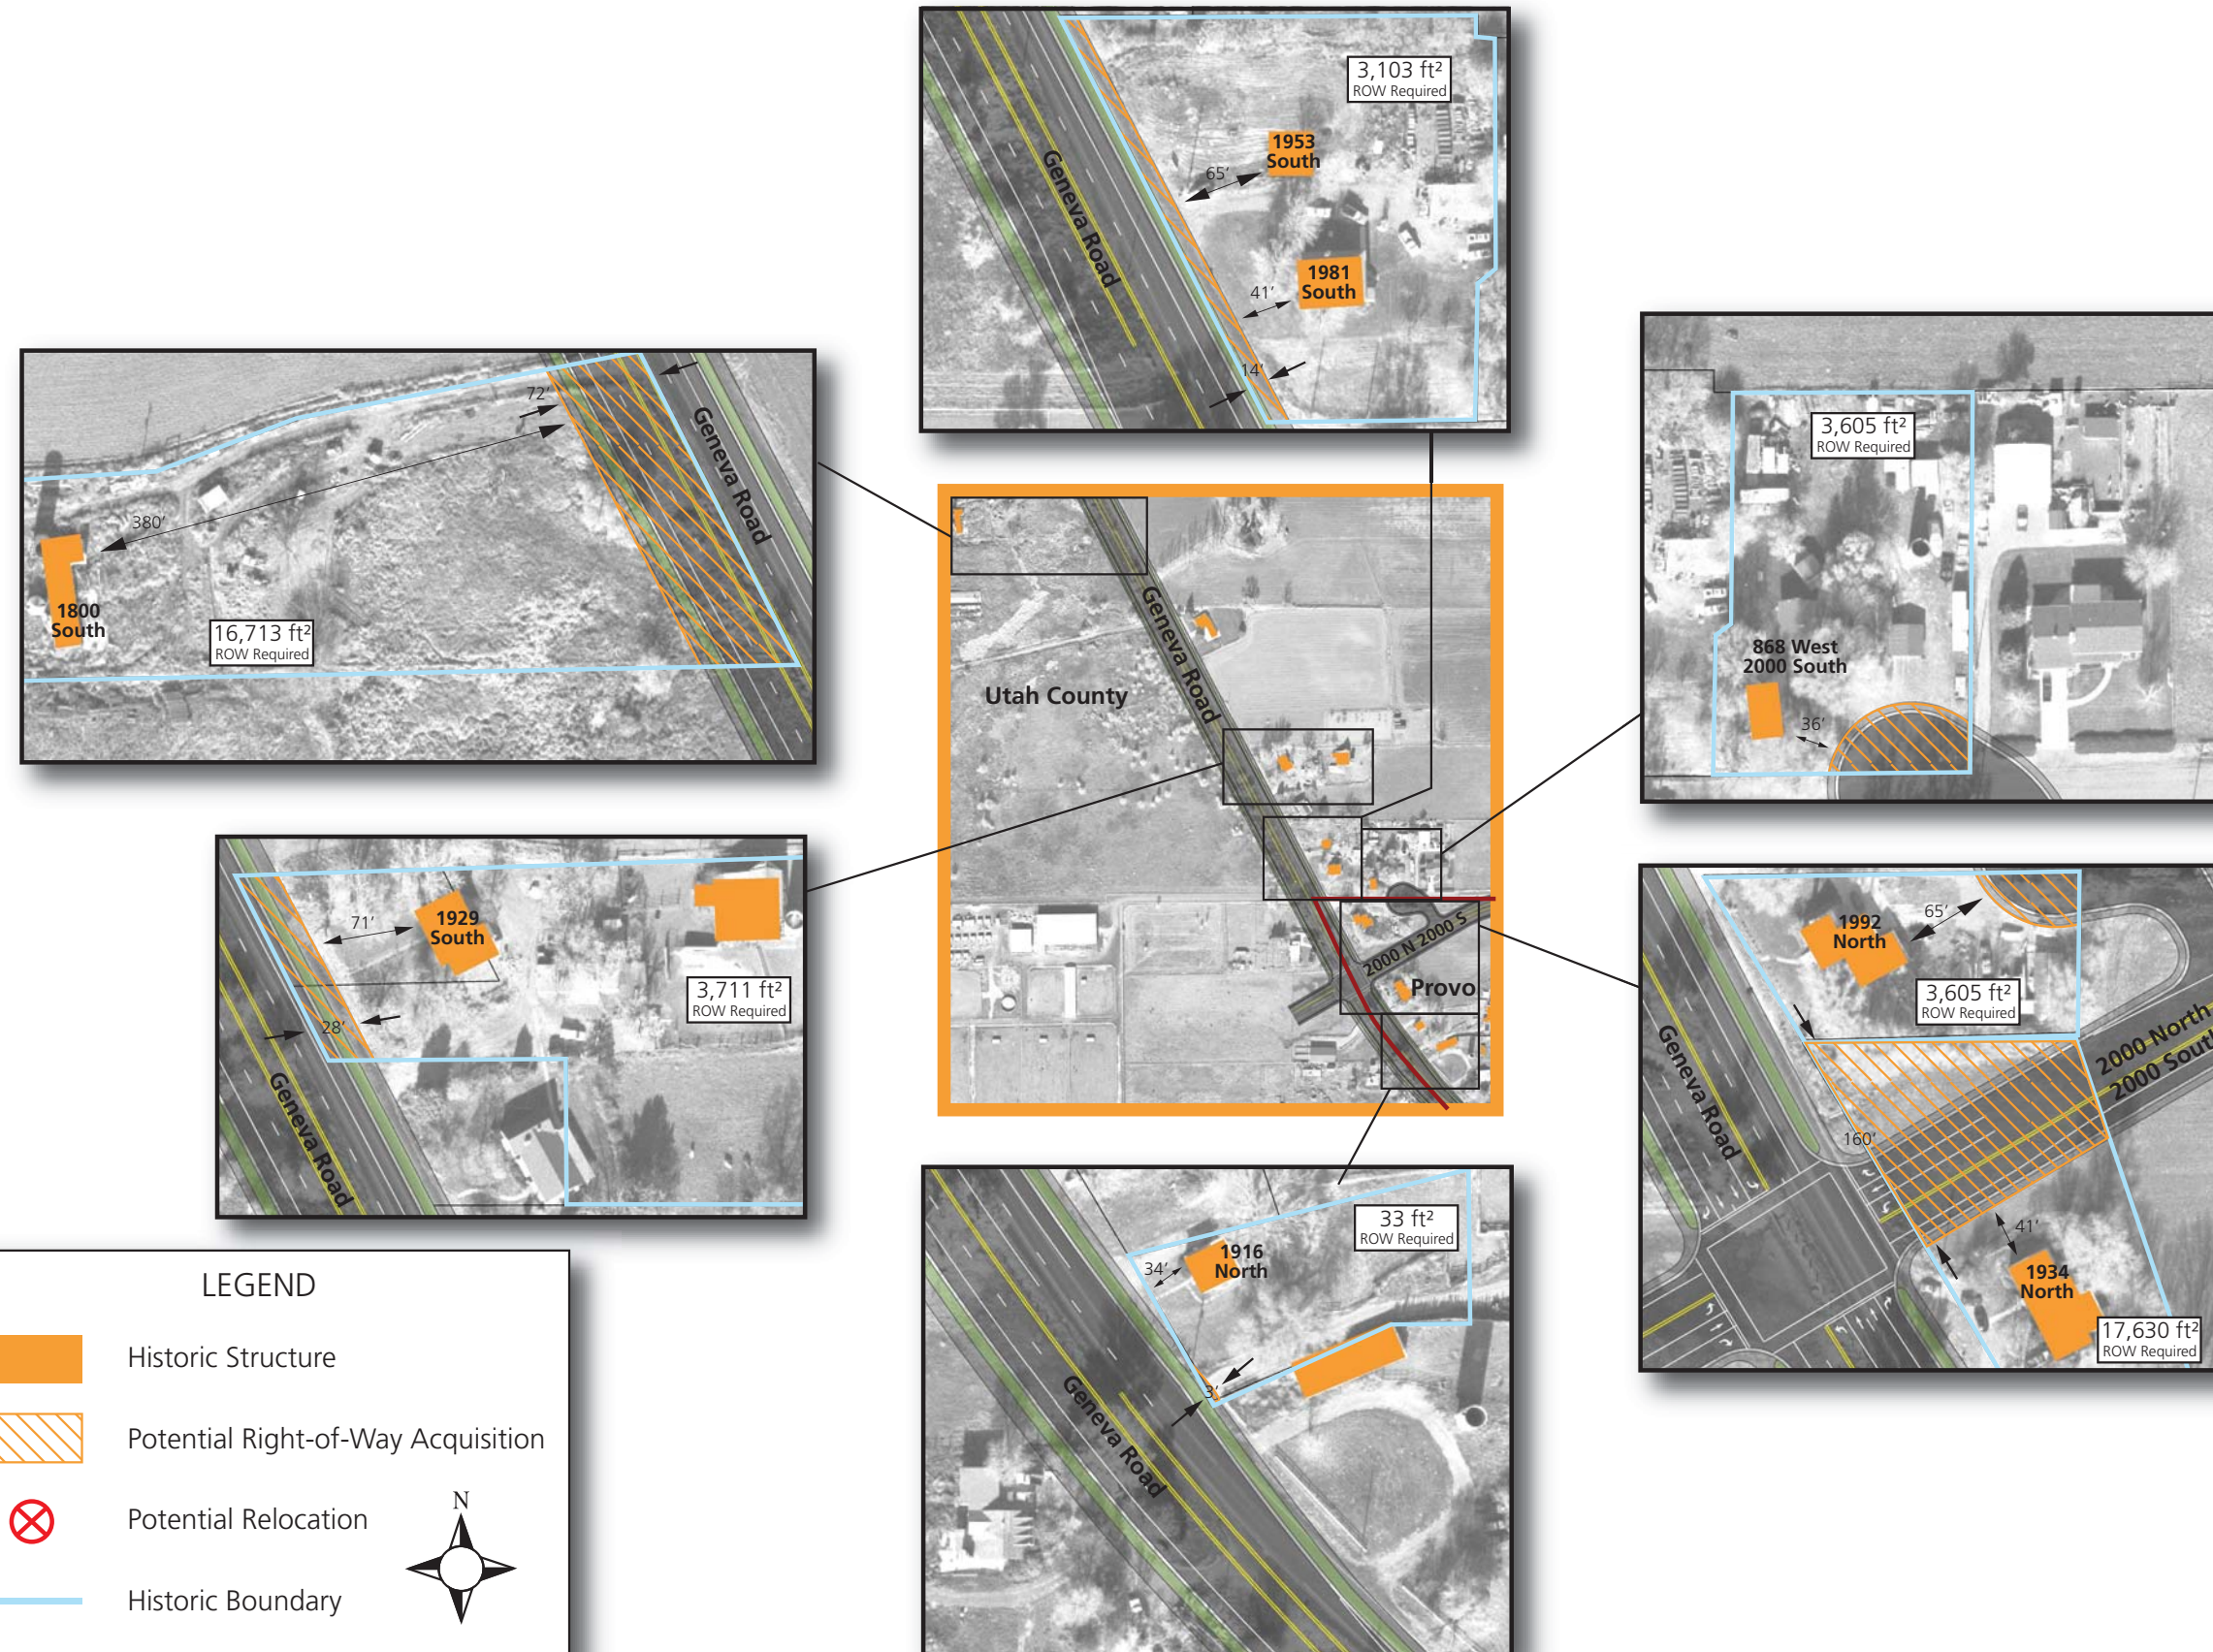 3,103 ft²
ROW Required
1953
South
65'
Geneva Road
1981
South
41'
14'
72'
Geneva Road
380'
1800
South
16,713 ft²
ROW Required
3,605 ft²
ROW Required
868 West
2000 South
36'
Geneva Road
Utah County
2000 N 2000 S
Provo
71'
1929
South
3,711 ft²
ROW Required
28'
Geneva Road
1992
North
65'
3,605 ft²
ROW Required
Geneva Road
2000 North
2000 South
160'
41'
1934
North
17,630 ft²
ROW Required
33 ft²
ROW Required
1916
North
34'
3'
Geneva Road
LEGEND
Historic Structure
Potential Right-of-Way Acquisition
Potential Relocation
N
Historic Boundary